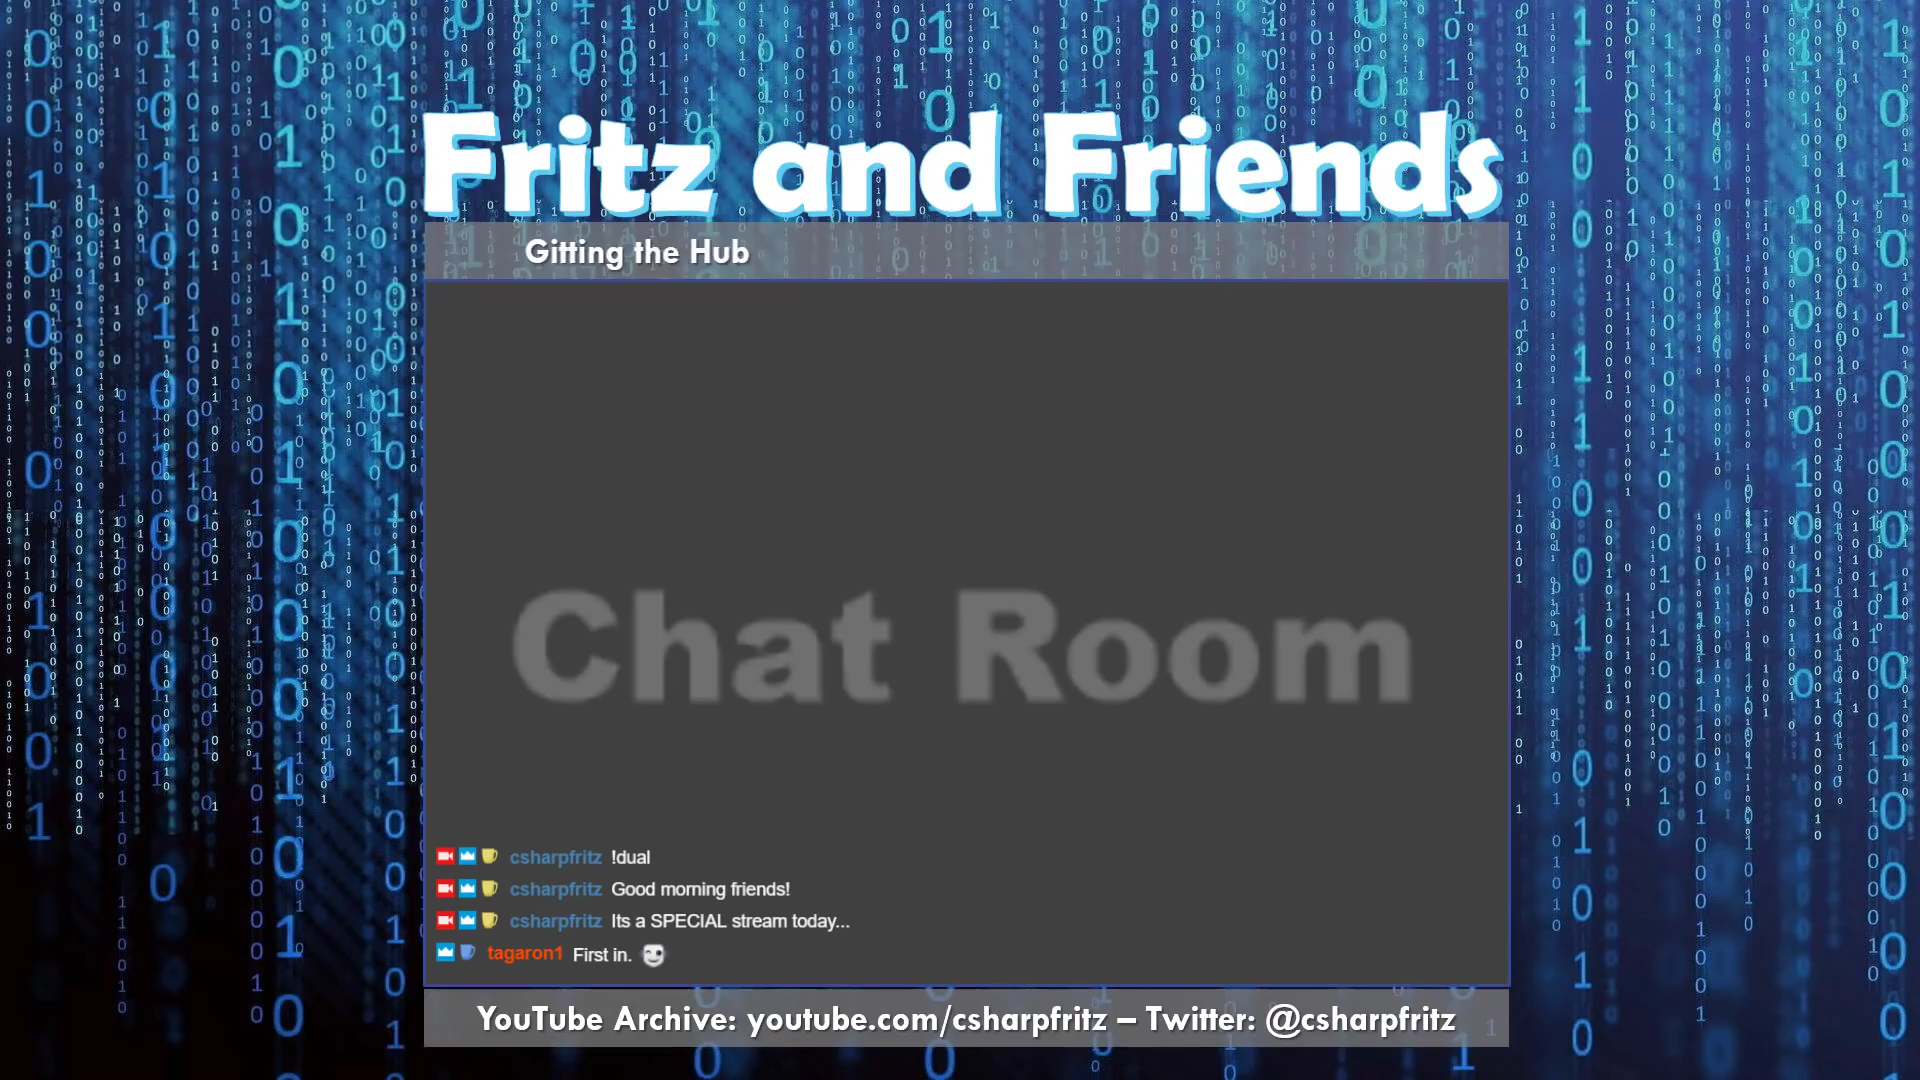 Fritz and Friends
Gitting the Hub
Chat Room
csharpfritz !dual
csharpfritz Good morning friends!
csharpfritz Its a SPECIAL stream today...
tagaron1 First in.
YouTube Archive: youtube.com/csharpfritz – Twitter: @csharpfritz